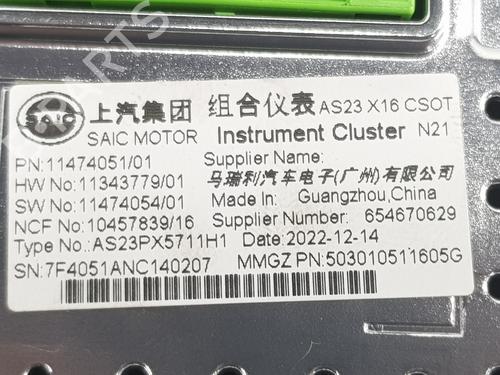 SAIC 上汽集团 组合仪表 AS23 X16 CSOT
SAIC MOTOR Instrument Cluster N21
PN:11474051/01 Supplier Name:
HW No:11343779/01 马瑞利汽车电子(广州)有限公司
SW No:11474054/01 Made In: Guangzhou,China
NCF No:10457839/16 Supplier Number: 654670629
Type No:AS23PX5711H1 Date:2022-12-14
SN:7F4051ANC140207 MMGZ PN:503010511605G